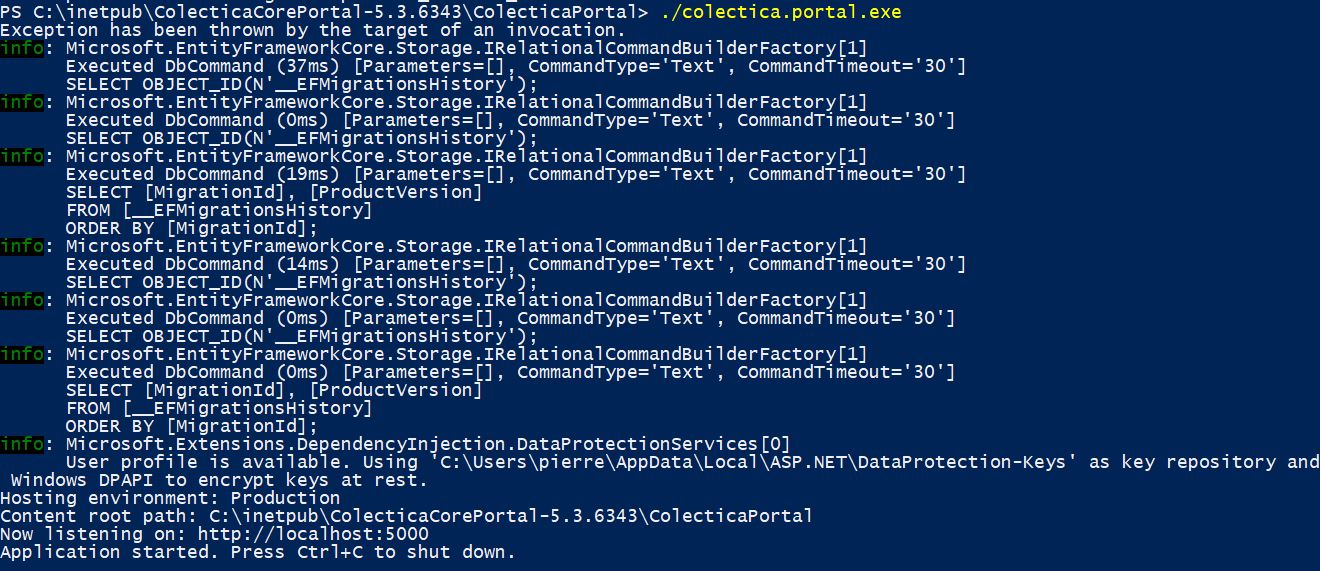 PS C:\inetpub\ColecticaCorePortal-5.3.6343\ColecticaPortal> ./colectica.portal.exe
Exception has been thrown by the target of an invocation.
info: Microsoft.EntityFrameworkCore.Storage.IRelationalCommandBuilderFactory[1]
      Executed DbCommand (37ms) [Parameters=[], CommandType='Text', CommandTimeout='30']
      SELECT OBJECT_ID(N'__EFMigrationsHistory');
info: Microsoft.EntityFrameworkCore.Storage.IRelationalCommandBuilderFactory[1]
      Executed DbCommand (0ms) [Parameters=[], CommandType='Text', CommandTimeout='30']
      SELECT OBJECT_ID(N'__EFMigrationsHistory');
info: Microsoft.EntityFrameworkCore.Storage.IRelationalCommandBuilderFactory[1]
      Executed DbCommand (19ms) [Parameters=[], CommandType='Text', CommandTimeout='30']
      SELECT [MigrationId], [ProductVersion]
      FROM [__EFMigrationsHistory]
      ORDER BY [MigrationId];
info: Microsoft.EntityFrameworkCore.Storage.IRelationalCommandBuilderFactory[1]
      Executed DbCommand (14ms) [Parameters=[], CommandType='Text', CommandTimeout='30']
      SELECT OBJECT_ID(N'__EFMigrationsHistory');
info: Microsoft.EntityFrameworkCore.Storage.IRelationalCommandBuilderFactory[1]
      Executed DbCommand (0ms) [Parameters=[], CommandType='Text', CommandTimeout='30']
      SELECT OBJECT_ID(N'__EFMigrationsHistory');
info: Microsoft.EntityFrameworkCore.Storage.IRelationalCommandBuilderFactory[1]
      Executed DbCommand (0ms) [Parameters=[], CommandType='Text', CommandTimeout='30']
      SELECT [MigrationId], [ProductVersion]
      FROM [__EFMigrationsHistory]
      ORDER BY [MigrationId];
info: Microsoft.Extensions.DependencyInjection.DataProtectionServices[0]
      User profile is available. Using 'C:\Users\pierre\AppData\Local\ASP.NET\DataProtection-Keys' as key repository and
 Windows DPAPI to encrypt keys at rest.
Hosting environment: Production
Content root path: C:\inetpub\ColecticaCorePortal-5.3.6343\ColecticaPortal
Now listening on: http://localhost:5000
Application started. Press Ctrl+C to shut down.